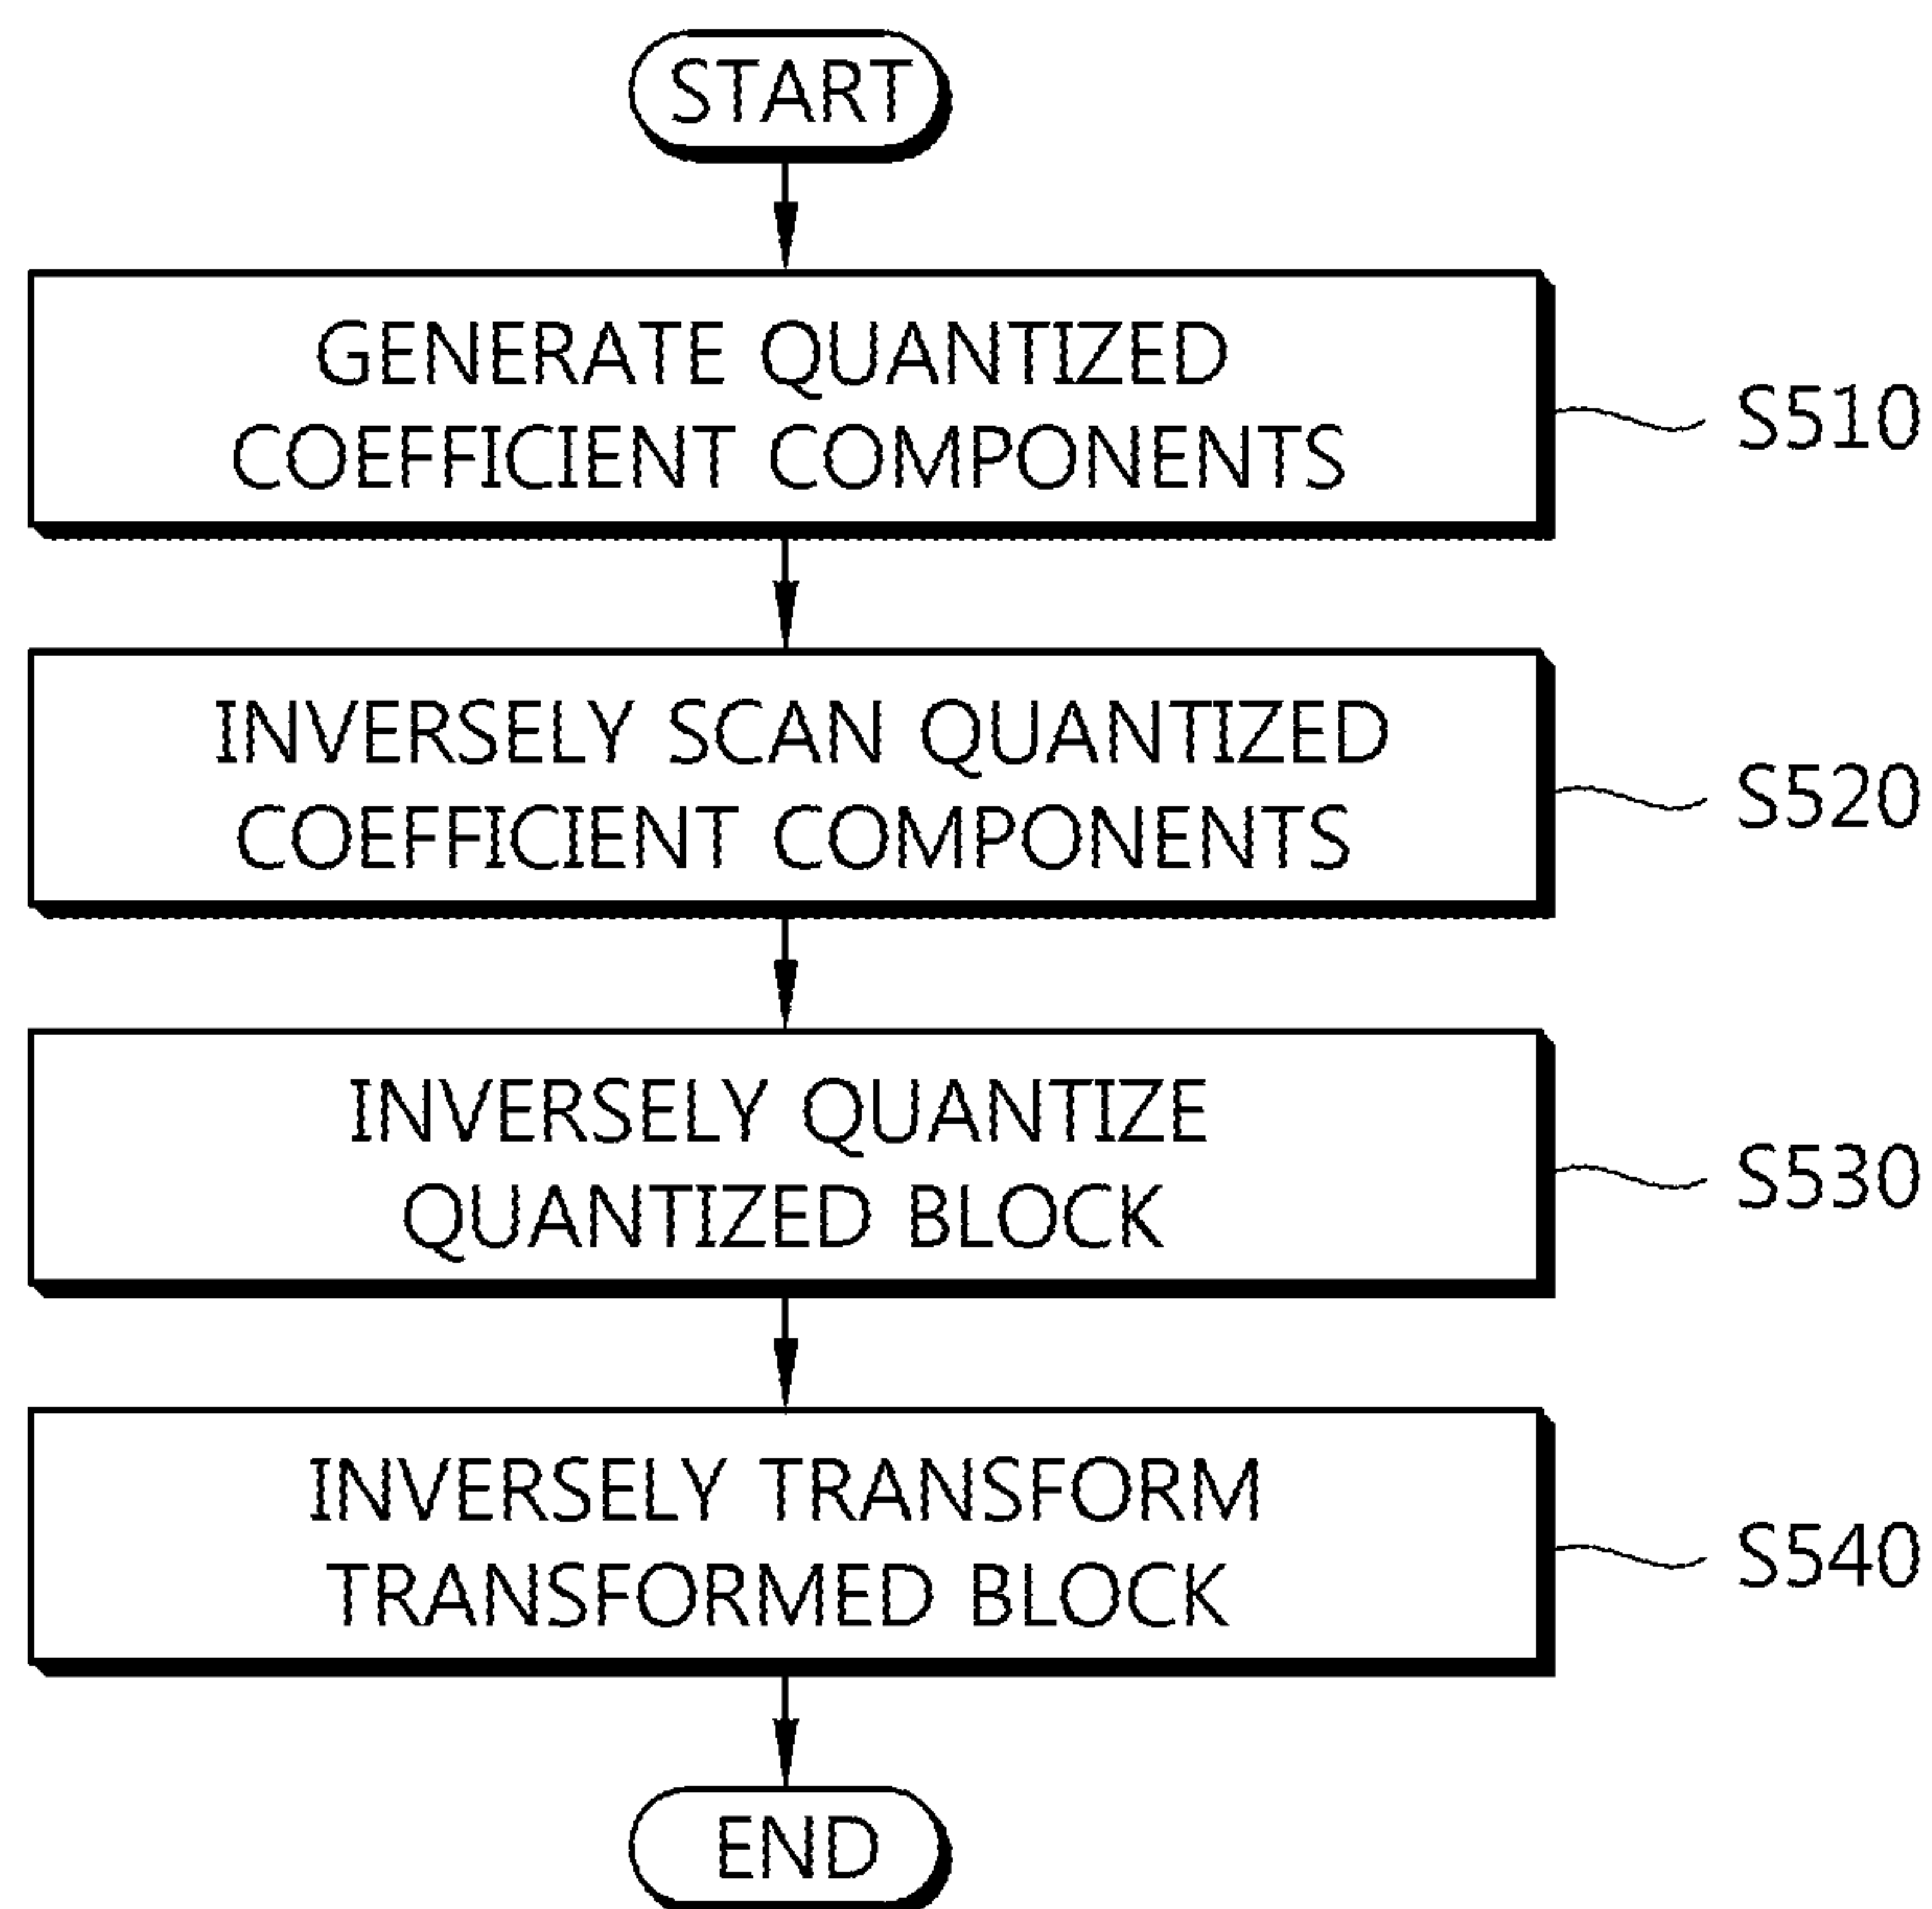 START
GENERATE QUANTIZED
COEFFICIENT COMPONENTS
S510
INVERSELY SCAN QUANTIZED
COEFFICIENT COMPONENTS
S520
INVERSELY QUANTIZE
QUANTIZED BLOCK
S530
INVERSELY TRANSFORM
TRANSFORMED BLOCK
S540
END